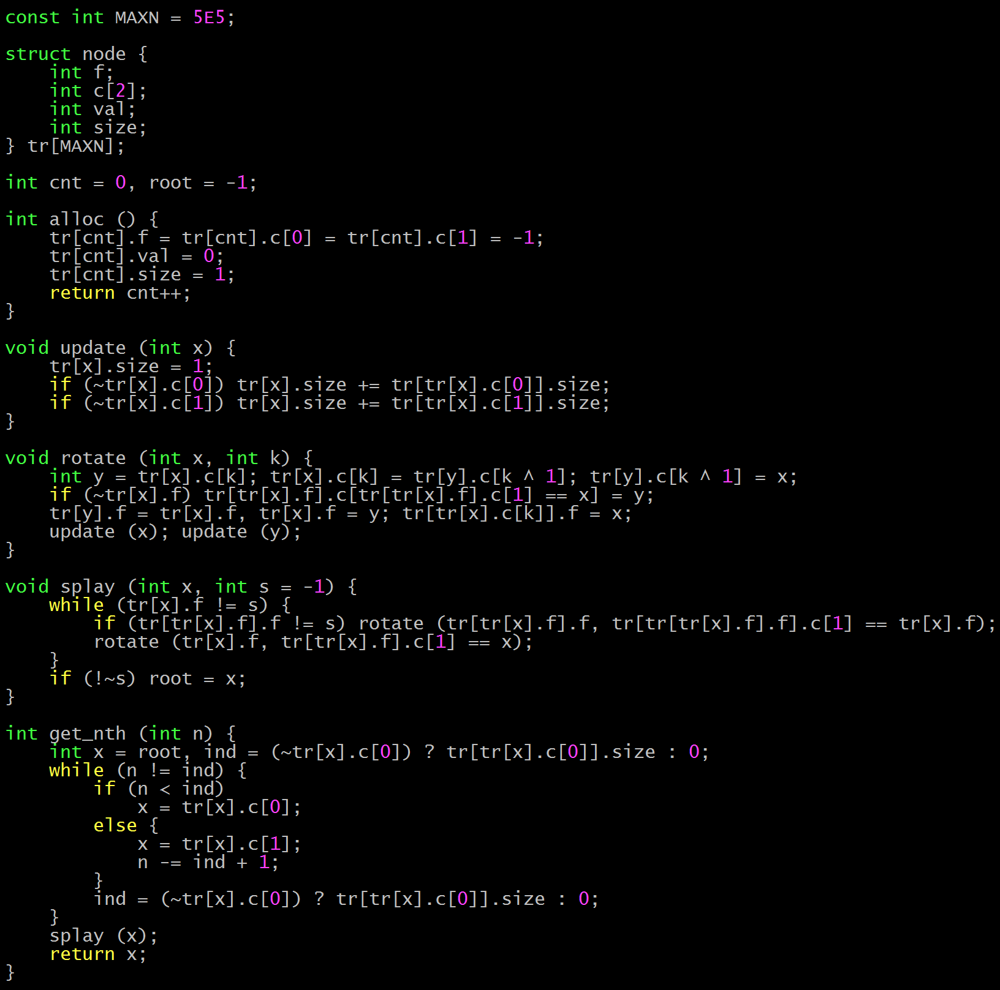 const int MAXN = 5E5;

struct node {
    int f;
    int c[2];
    int val;
    int size;
} tr[MAXN];

int cnt = 0, root = -1;

int alloc () {
    tr[cnt].f = tr[cnt].c[0] = tr[cnt].c[1] = -1;
    tr[cnt].val = 0;
    tr[cnt].size = 1;
    return cnt++;
}

void update (int x) {
    tr[x].size = 1;
    if (~tr[x].c[0]) tr[x].size += tr[tr[x].c[0]].size;
    if (~tr[x].c[1]) tr[x].size += tr[tr[x].c[1]].size;
}

void rotate (int x, int k) {
    int y = tr[x].c[k]; tr[x].c[k] = tr[y].c[k ^ 1]; tr[y].c[k ^ 1] = x;
    if (~tr[x].f) tr[tr[x].f].c[tr[tr[x].f].c[1] == x] = y;
    tr[y].f = tr[x].f, tr[x].f = y; tr[tr[x].c[k]].f = x;
    update (x); update (y);
}

void splay (int x, int s = -1) {
    while (tr[x].f != s) {
        if (tr[tr[x].f].f != s) rotate (tr[tr[x].f].f, tr[tr[tr[x].f].f].c[1] == tr[x].f);
        rotate (tr[x].f, tr[tr[x].f].c[1] == x);
    }
    if (!~s) root = x;
}

int get_nth (int n) {
    int x = root, ind = (~tr[x].c[0]) ? tr[tr[x].c[0]].size : 0;
    while (n != ind) {
        if (n < ind)
            x = tr[x].c[0];
        else {
            x = tr[x].c[1];
            n -= ind + 1;
        }
        ind = (~tr[x].c[0]) ? tr[tr[x].c[0]].size : 0;
    }
    splay (x);
    return x;
}